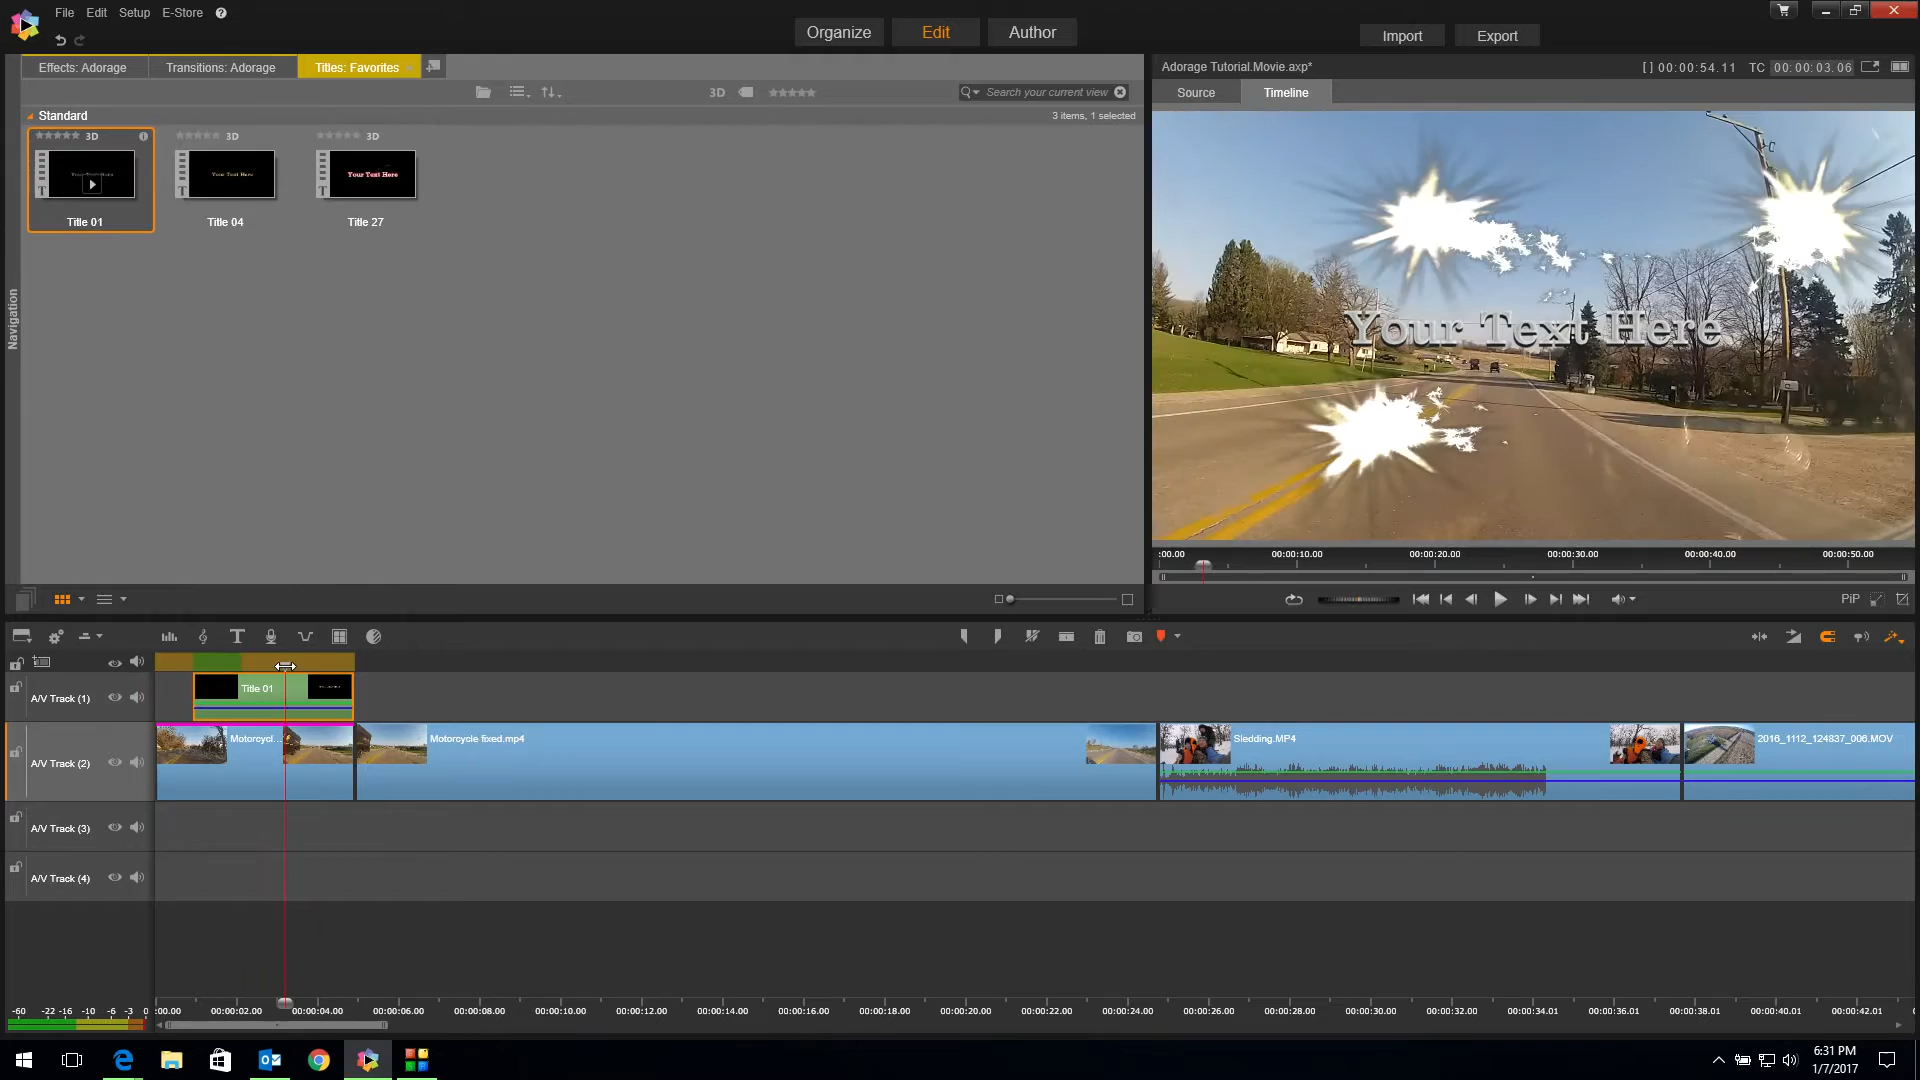 File Edit Setup E-Store
Organize Edit Author
Import Export
Effects: Adorage Transitions: Adorage Titles: Favorites
Adorage Tutorial.Movie.axp* [ ] 00:00:54.11 TC 00:00:03.06
Source Timeline
3D Search your current view
Standard
3 items, 1 selected
3D 3D 3D
Your Text Here Your Text Here
Title 01 Title 04 Title 27
Navigation
Your Text Here
:00.00 00:00:10.00 00:00:20.00 00:00:30.00 00:00:40.00 00:00:50.00
PiP
A/V Track (1) Title 01
A/V Track (2) Motorcycl... Motorcycle fixed.mp4 Sledding.MP4 2016_1112_124837_006.MOV
A/V Track (3)
A/V Track (4)
-60 -22 -16 -10 -6 -3 0
:00.00 00:00:02.00 00:00:04.00 00:00:06.00 00:00:08.00 00:00:10.00 00:00:12.00 00:00:14.00 00:00:16.00 00:00:18.00 00:00:20.00 00:00:22.00 00:00:24.00 00:00:26.00 00:00:28.00 00:00:30.00 00:00:32.00 00:00:34.01 00:00:36.01 00:00:38.01 00:00:40.01 00:00:42.01
6:31 PM
1/7/2017